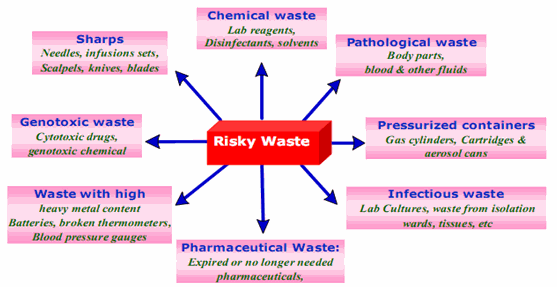 Chemical waste
Lab reagents,
Disinfectants, solvents
Sharps
Needles, infusions sets,
Scalpels, knives, blades
Pathological waste
Body parts,
blood & other fluids
Genotoxic waste
Cytotoxic drugs,
genotoxic chemical
Risky Waste
Pressurized containers
Gas cylinders, Cartridges &
aerosol cans
Waste with high
heavy metal content
Batteries, broken thermometers,
Blood pressure gauges
Infectious waste
Lab Cultures, waste from isolation
wards, tissues, etc
Pharmaceutical Waste:
Expired or no longer needed
pharmaceuticals,